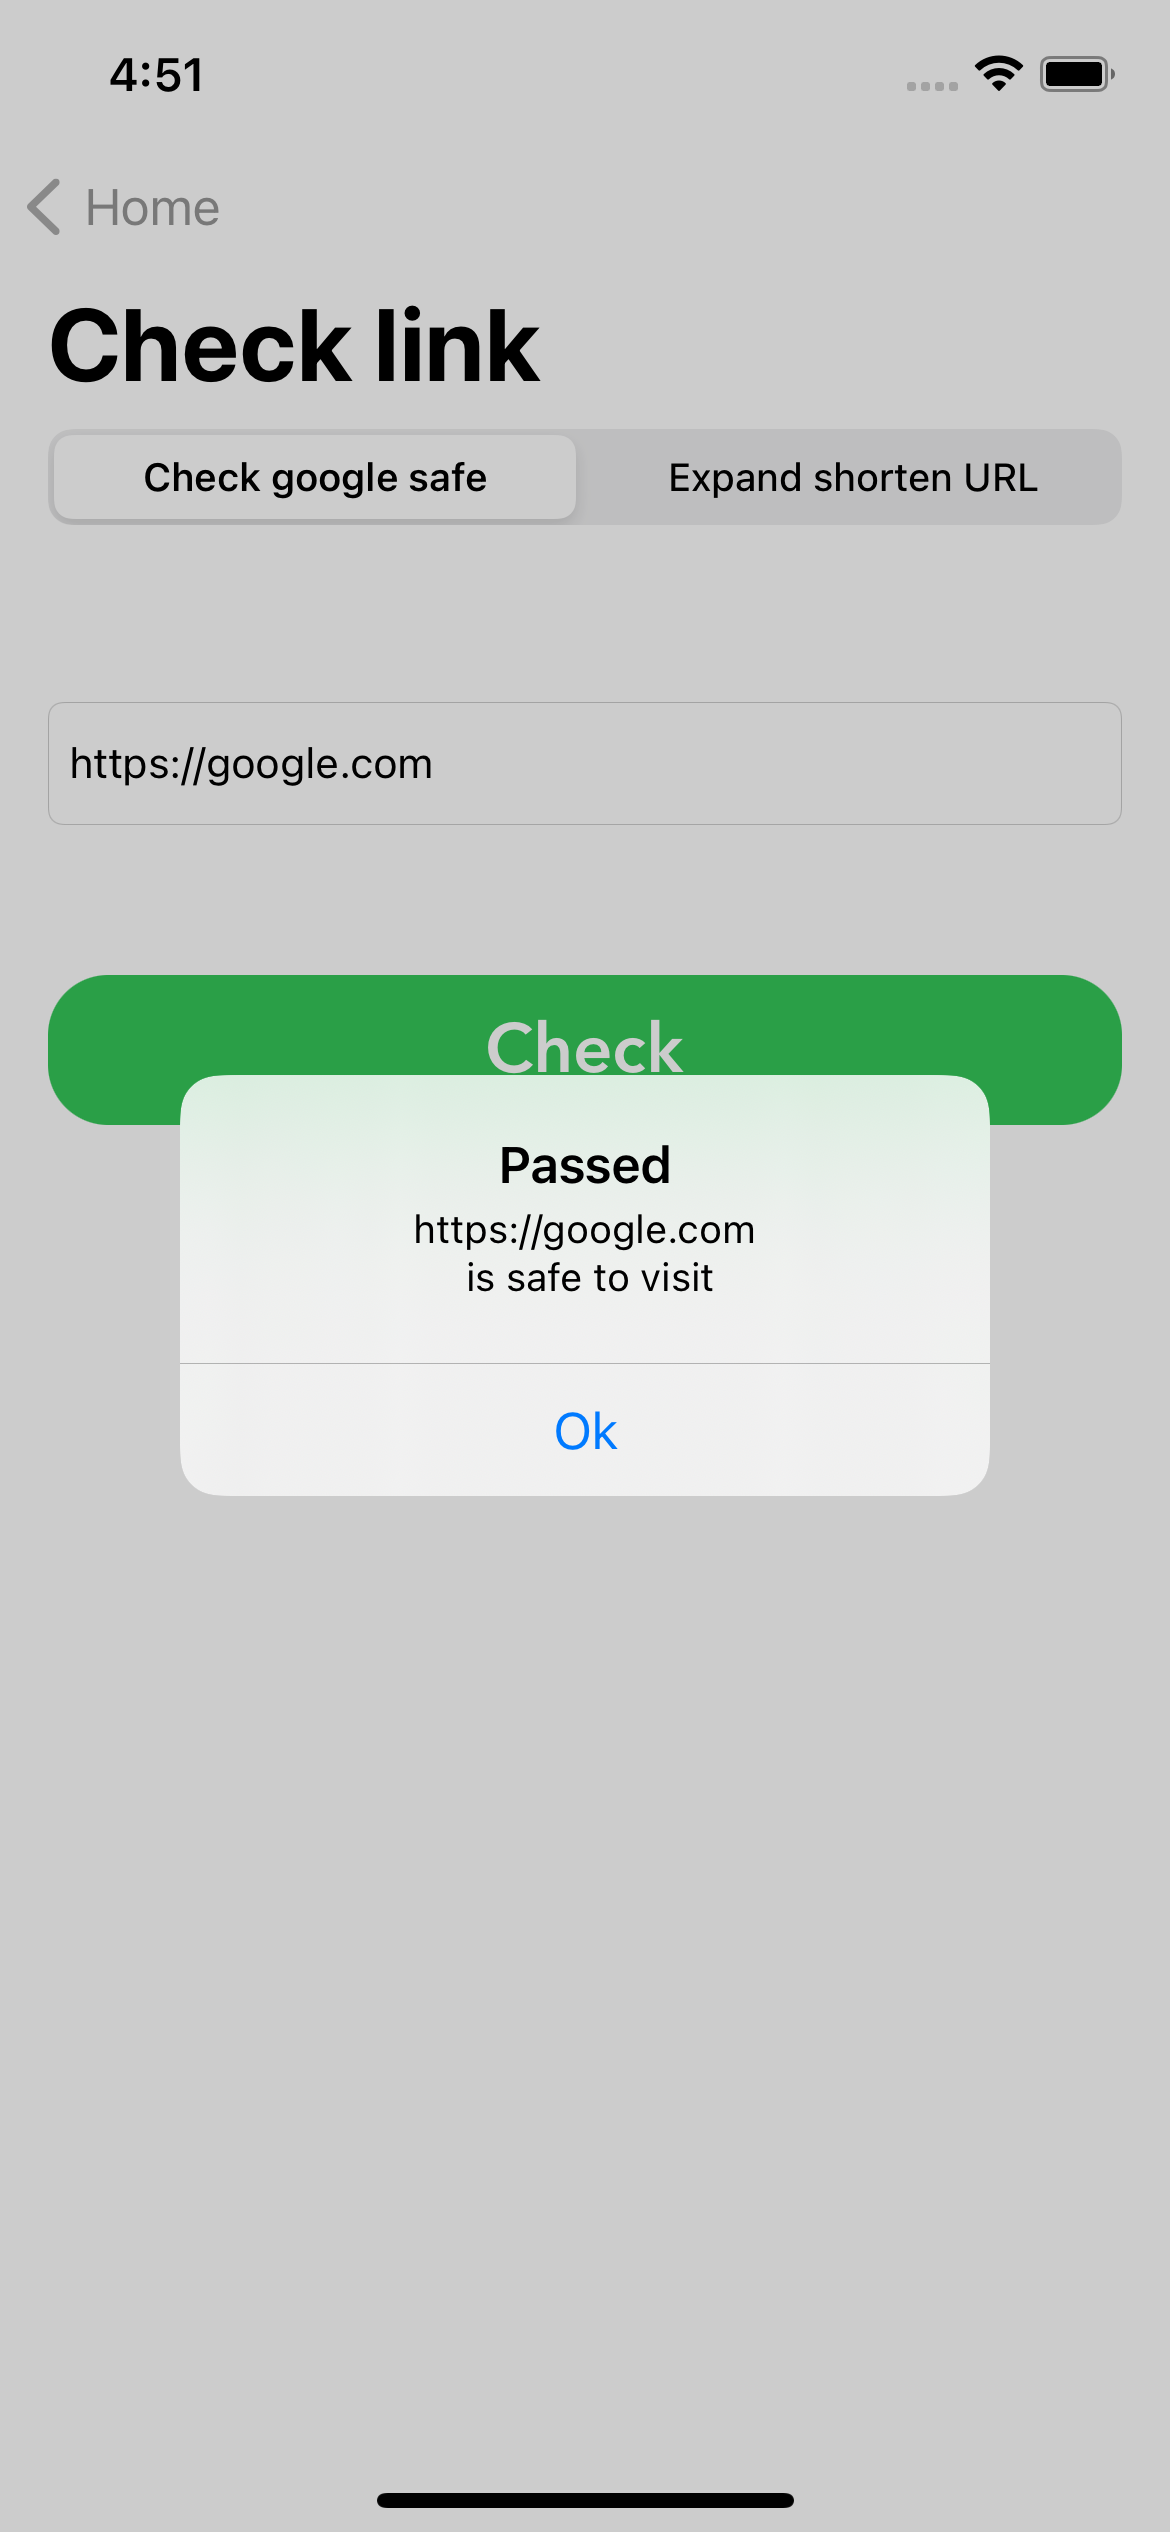 4:51
Home
Check link
Check google safe
Expand shorten URL
https://google.com
Check
Passed
https://google.com
is safe to visit
Ok